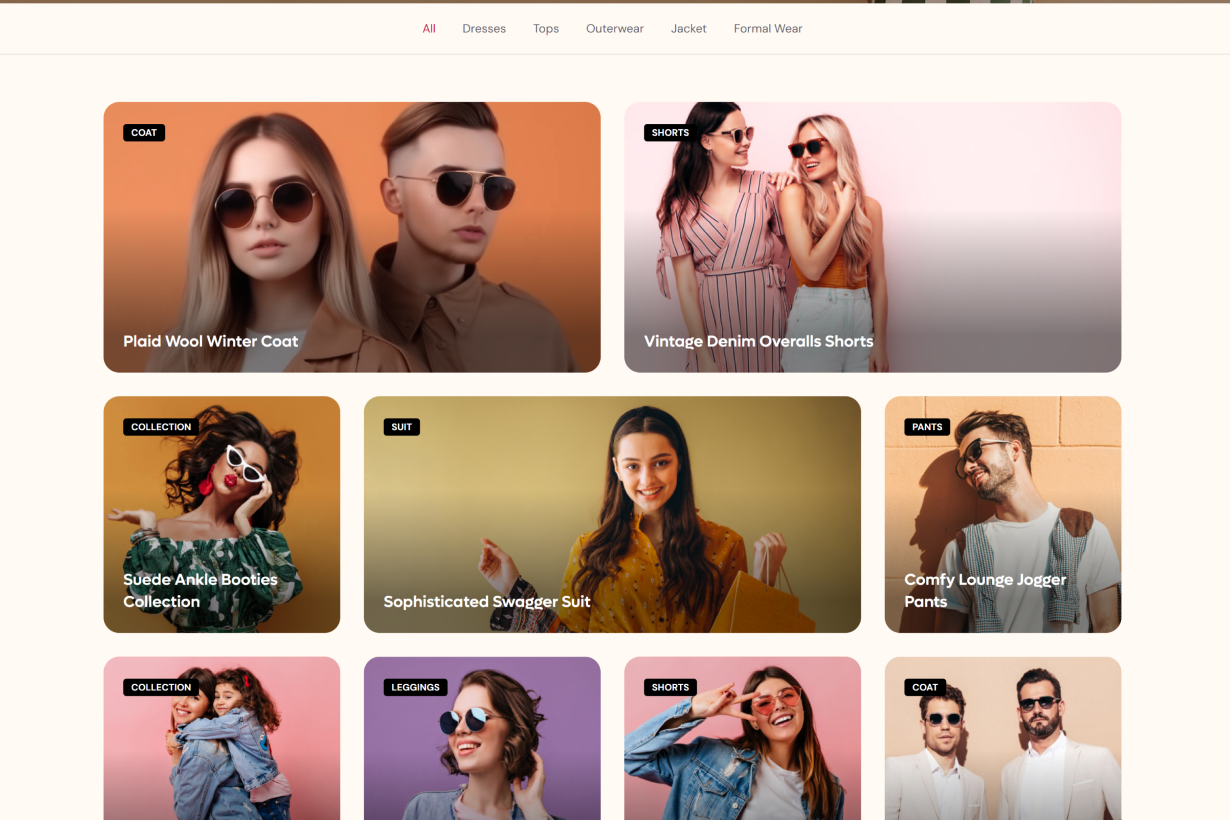 All Dresses Tops Outerwear Jacket Formal Wear
COAT
Plaid Wool Winter Coat
SHORTS
Vintage Denim Overalls Shorts
COLLECTION
Suede Ankle Booties
Collection
SUIT
Sophisticated Swagger Suit
PANTS
Comfy Lounge Jogger
Pants
COLLECTION
LEGGINGS
SHORTS
COAT